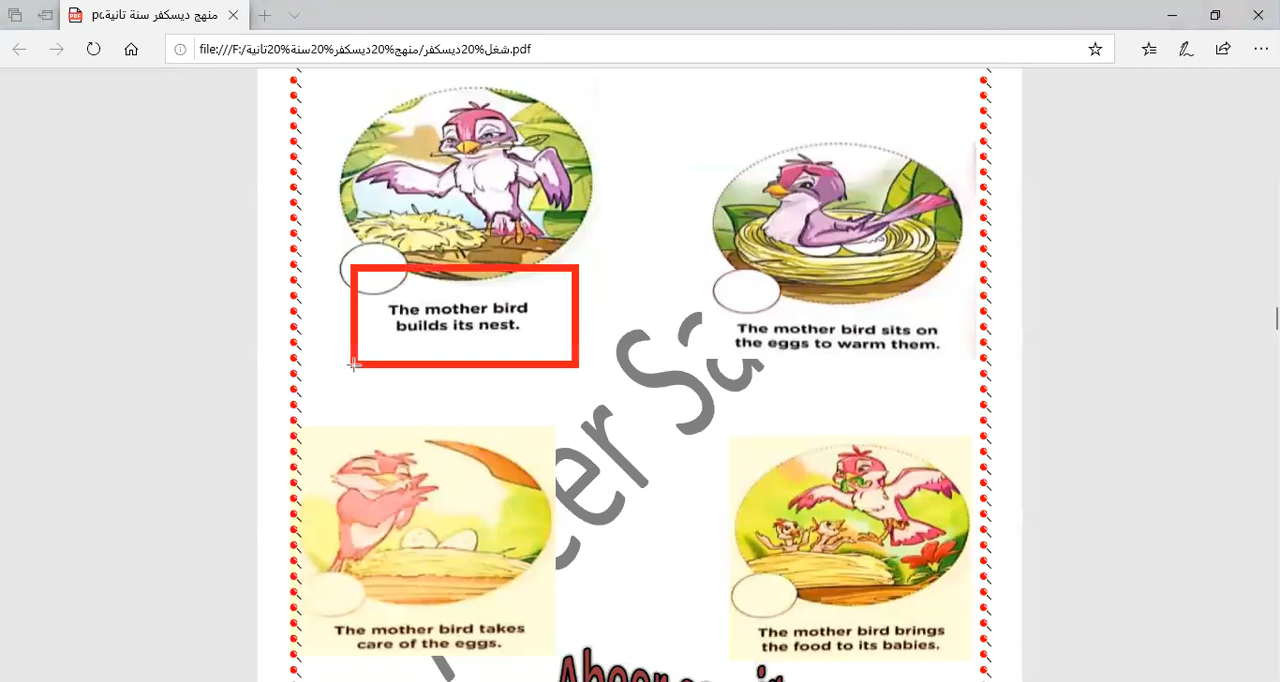 منهج ديسكفر سنة تانية.pc
file:///F:/شغل%20ديسكفر/منهج%20ديسكفر%20سنة%20تانية.pdf
The mother bird
builds its nest.
The mother bird sits on
the eggs to warm them.
The mother bird takes
care of the eggs.
The mother bird brings
the food to its babies.
Abeer